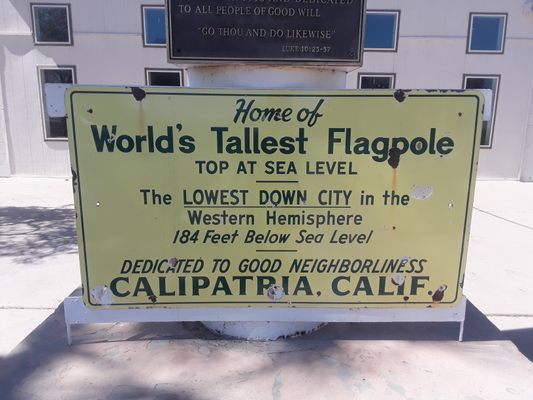 TO ALL PEOPLE OF GOOD WILL
"GO THOU AND DO LIKEWISE"
LUKE 10:25-37
Home of
World's Tallest Flagpole
TOP AT SEA LEVEL
The LOWEST DOWN CITY in the
Western Hemisphere
184 Feet Below Sea Level
DEDICATED TO GOOD NEIGHBORLINESS
CALIPATRIA, CALIF.